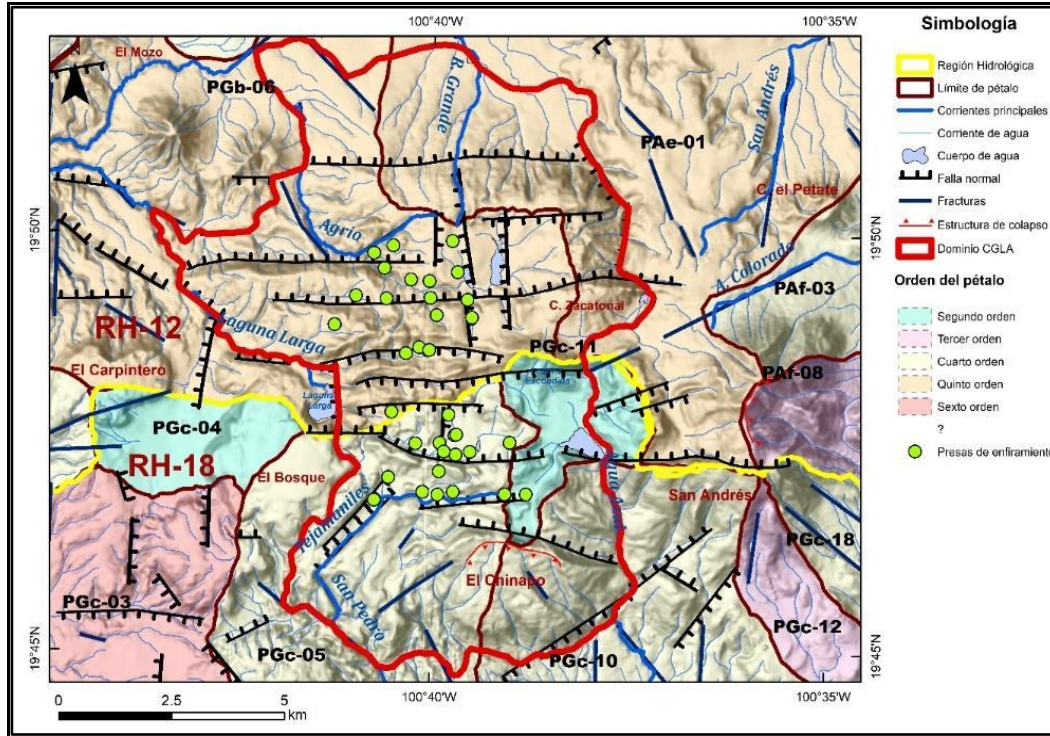 100°40'W
100°35'W
Simbología
Región Hidrológica
Límite de pétalo
Corrientes principales
Corriente de agua
Cuerpo de agua
Falla normal
Fracturas
Estructura de colapso
Dominio CGLA
Orden del pétalo
Segundo orden
Tercer orden
Cuarto orden
Quinto orden
Sexto orden
?
Presas de enfiramiento
El Mozo
PGb-06
R. Grande
San Andrés
PAe-01
C. el Petate
19°50'N
19°50'N
Agrio
A. Colorado
PAf-03
C. Zacatonal
RH-12
Laguna Larga
PGc-11
El Carpintero
PAf-08
Laguna
Larga
PGc-04
RH-18
El Bosque
San Andrés
Tejamaniles
PGc-18
El Chinapo
San Pedro
PGc-03
PGc-12
PGc-05
PGc-10
19°45'N
19°45'N
0
2.5
5
km
100°40'W
100°35'W